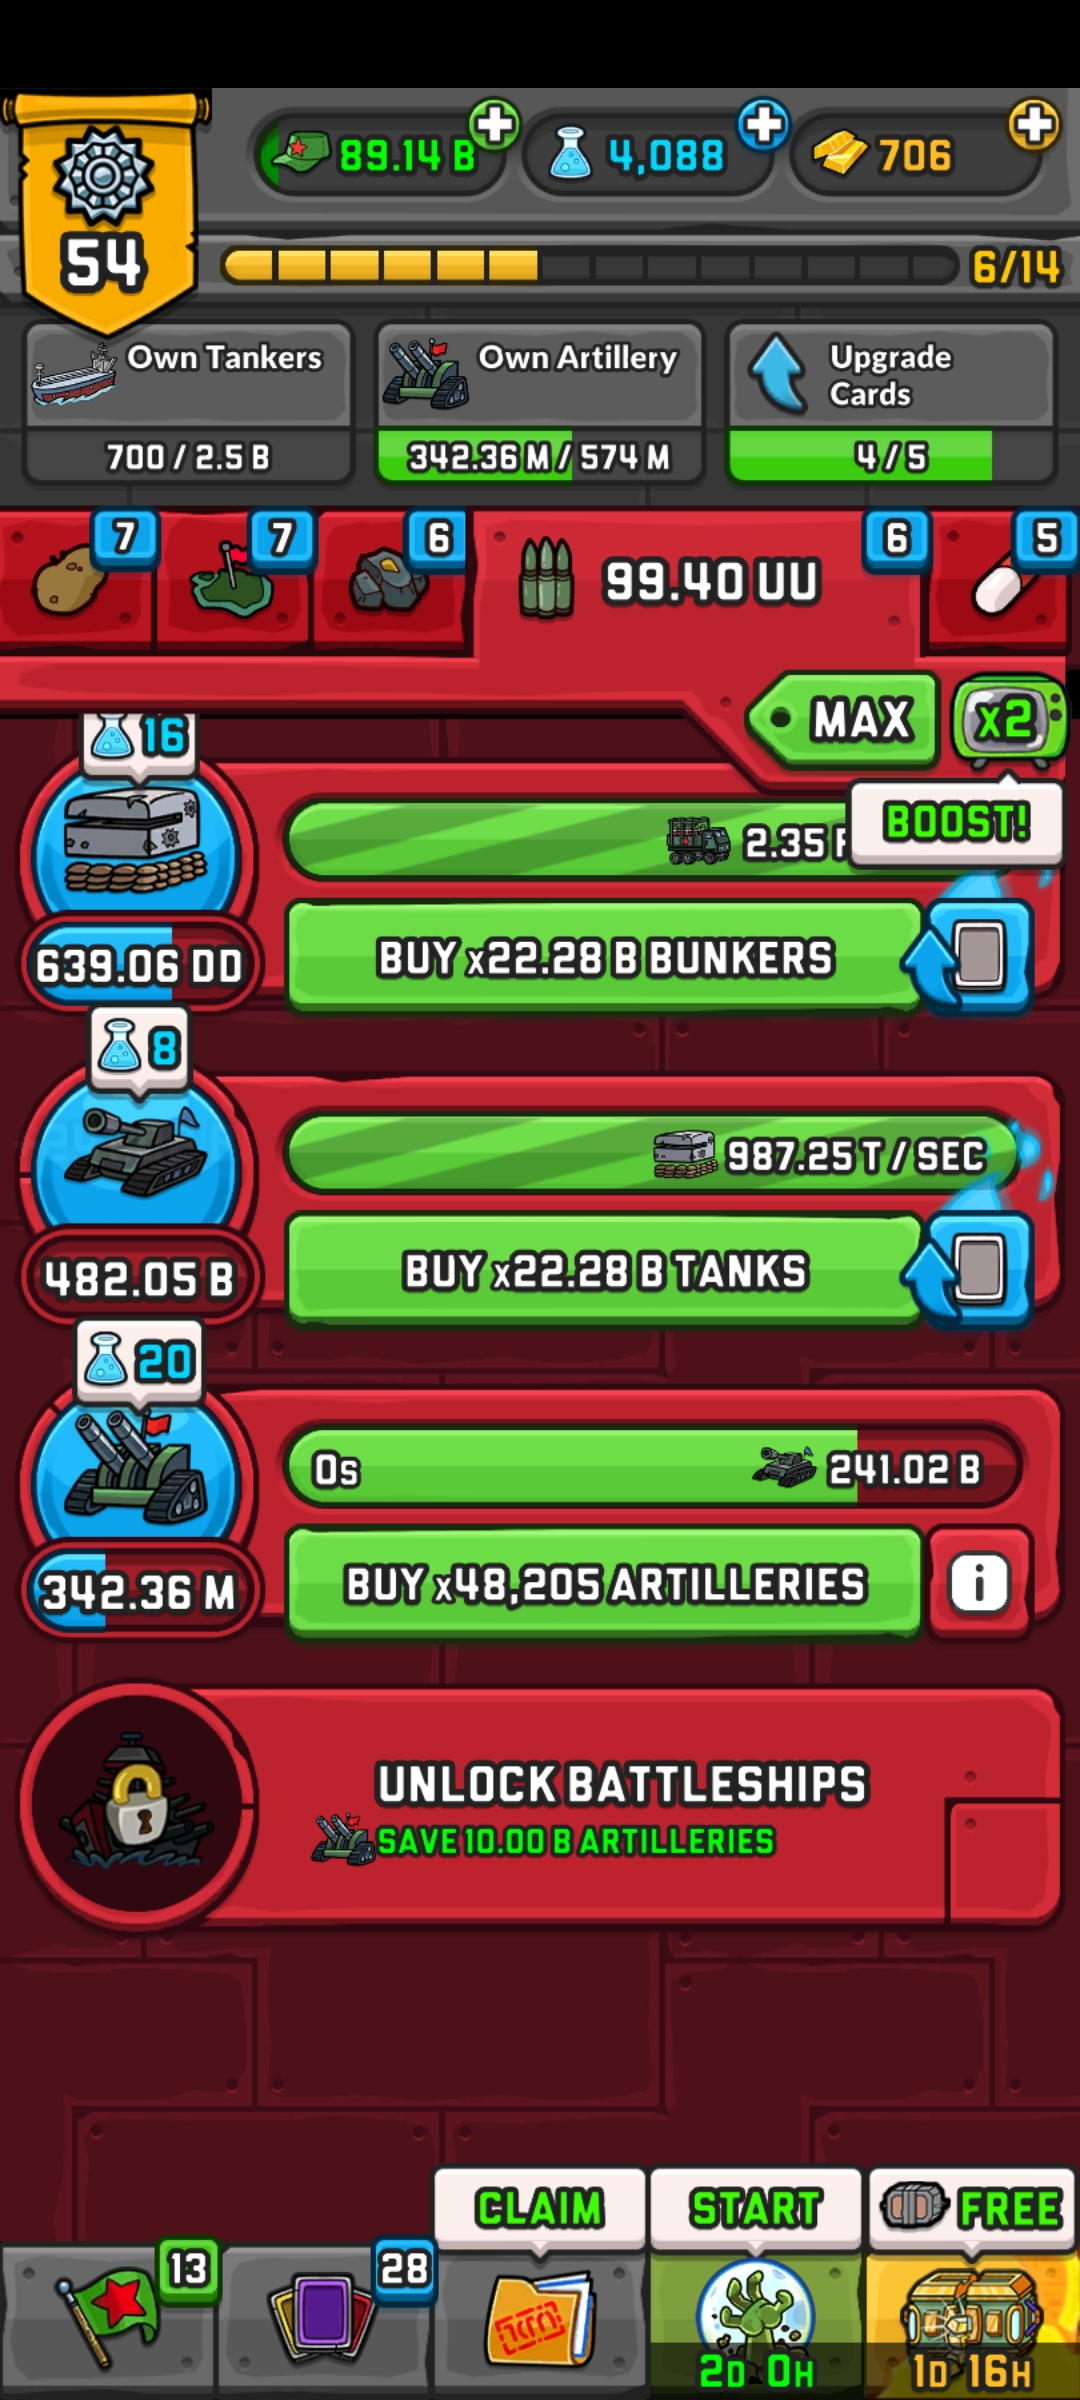 54
89.14 B
4,088
706
6/14
Own Tankers
700 / 2.5 B
Own Artillery
342.36 M / 574 M
Upgrade
Cards
4 / 5
7
7
6
99.40 UU
6
5
MAX
x2
BOOST!
16
2.35
639.06 DD
BUY x22.28 B BUNKERS
8
987.25 T / SEC
482.05 B
BUY x22.28 B TANKS
20
0s
241.02 B
342.36 M
BUY x48,205 ARTILLERIES
i
UNLOCK BATTLESHIPS
SAVE 10.00 B ARTILLERIES
CLAIM
START
FREE
13
28
2D 0H
1D 16H